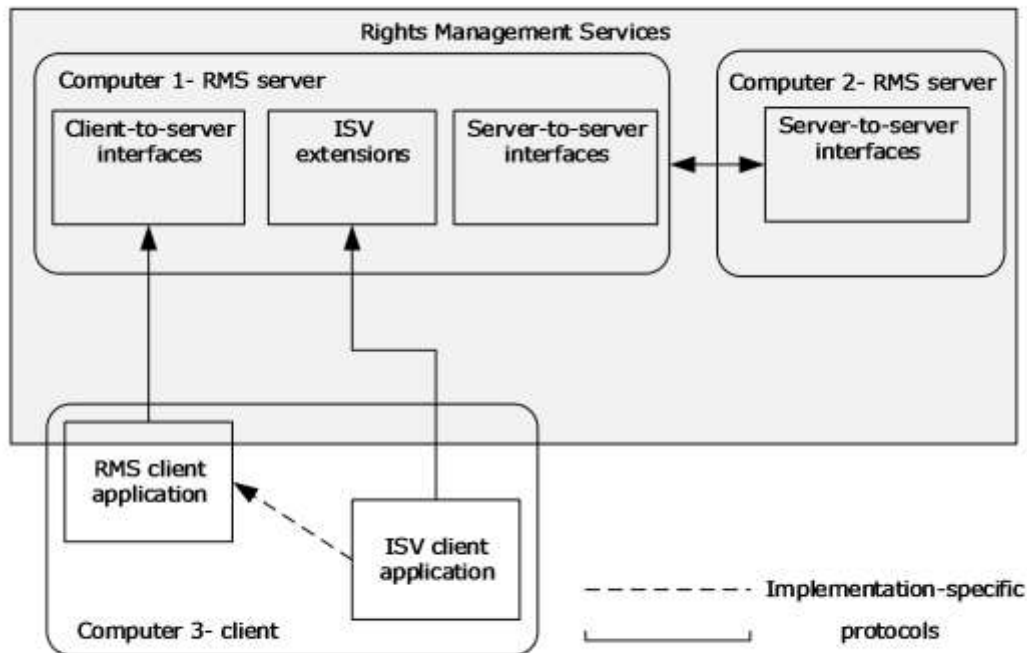 Rights Management Services
Computer 1- RMS server
Client-to-server
interfaces
ISV
extensions
Server-to-server
interfaces
Computer 2- RMS server
Server-to-server
interfaces
RMS client
application
ISV client
application
Computer 3- client
Implementation-specific
protocols